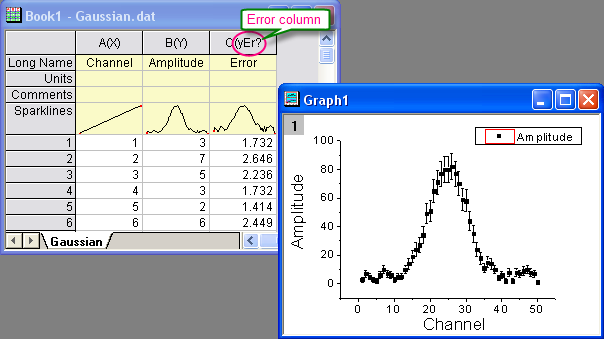 Book1 - Gaussian.dat
Error column
A(X) B(Y) C(yEr?
Long Name Channel Amplitude Error
Units
Comments
Sparklines
1 1 3 1.732
2 2 7 2.646
3 3 5 2.236
4 4 3 1.732
5 5 2 1.414
6 6 6 2.449
Gaussian
Graph1
1
Amplitude
100
80
60
40
20
0
Amplitude
0 10 20 30 40 50
Channel